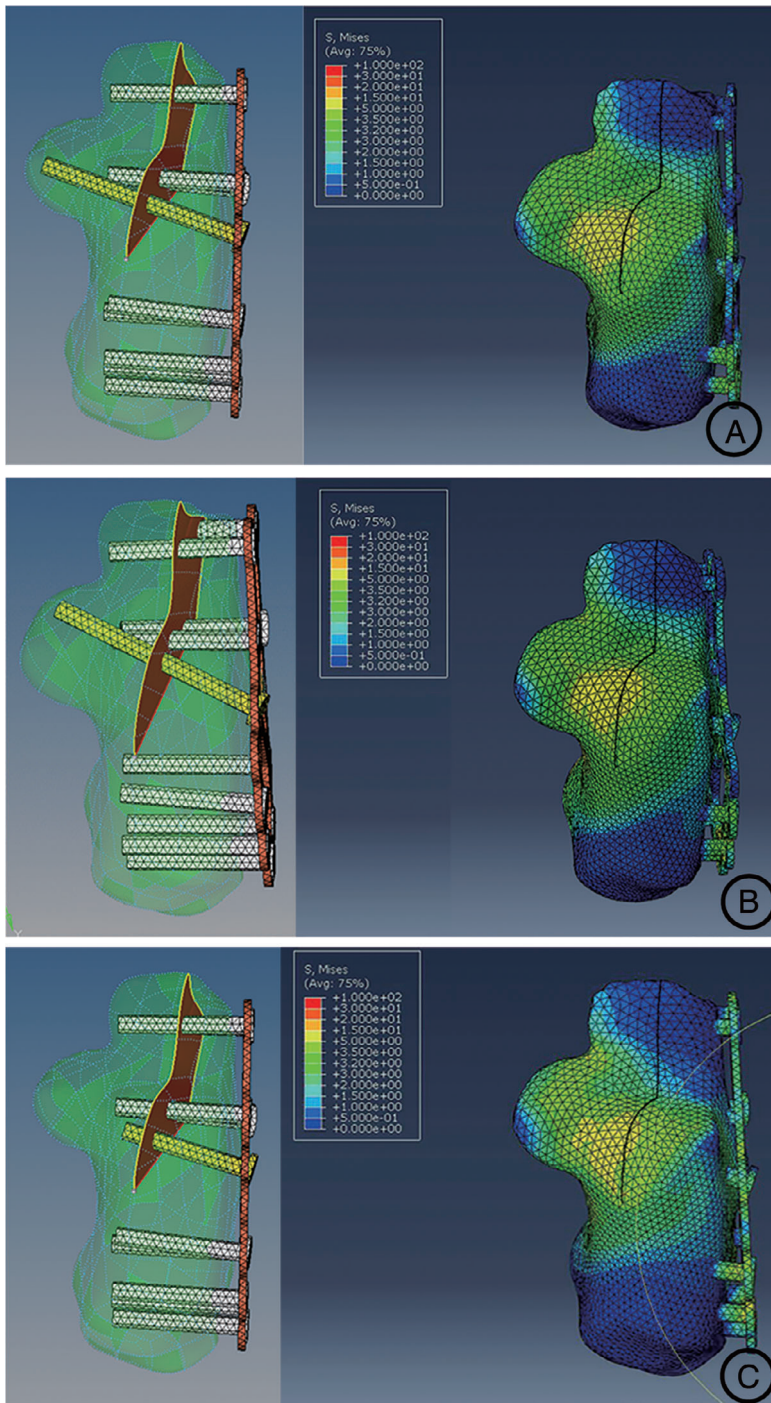 S, Mises
(Avg: 75%)
+1.000e+02
+3.000e+01
+2.000e+01
+1.500e+01
+5.000e+00
+3.500e+00
+3.200e+00
+3.000e+00
+2.000e+00
+1.500e+00
+1.000e+00
+5.000e-01
+0.000e+00
A
S, Mises
(Avg: 75%)
+1.000e+02
+3.000e+01
+2.000e+01
+1.500e+01
+5.000e+00
+3.500e+00
+3.200e+00
+3.000e+00
+2.000e+00
+1.500e+00
+1.000e+00
+5.000e-01
+0.000e+00
Y
B
S, Mises
(Avg: 75%)
+1.000e+02
+3.000e+01
+2.000e+01
+1.500e+01
+5.000e+00
+3.500e+00
+3.200e+00
+3.000e+00
+2.000e+00
+1.500e+00
+1.000e+00
+5.000e-01
+0.000e+00
C